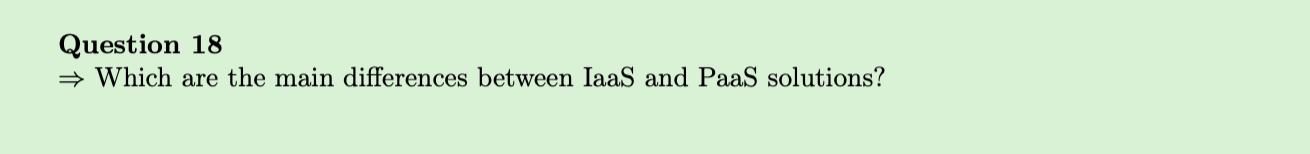 Question 18
⇒ Which are the main differences between IaaS and PaaS solutions?